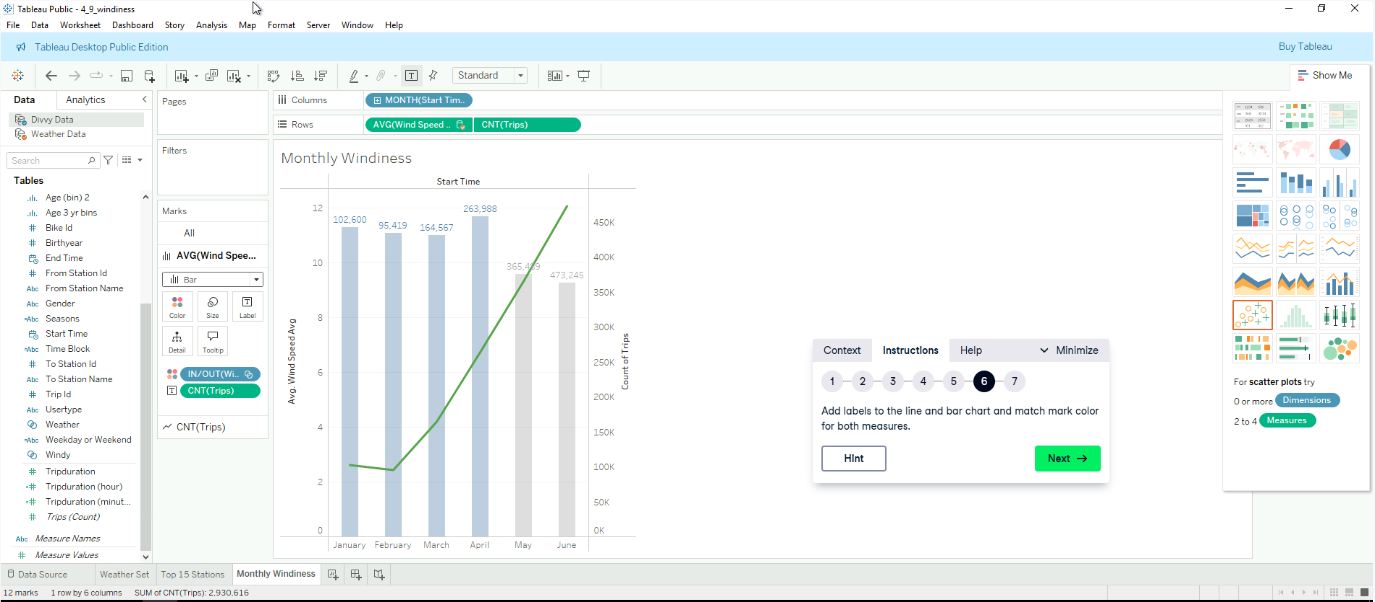 Tableau Public - 4_9_windiness
File Data Worksheet Dashboard Story Analysis Map Format Server Window Help
Tableau Desktop Public Edition
Buy Tableau
Standard
Show Me
Data
Analytics
Divvy Data
Weather Data
Search
Tables
Age (bin) 2
Age 3 yr bins
Bike Id
Birthyear
End Time
From Station Id
From Station Name
Gender
Seasons
Start Time
Time Block
To Station Id
To Station Name
Trip Id
Usertype
Weather
Weekday or Weekend
Windy
Tripduration
Tripduration (hour)
Tripduration (minut...
Trips (Count)
Measure Names
Measure Values
Pages
Filters
Marks
All
AVG(Wind Spee...
Bar
Color
Size
Label
Detail
Tooltip
IN/OUT(Wi..
CNT(Trips)
CNT(Trips)
Columns
MONTH(Start Tim..
Rows
AVG(Wind Speed ..
CNT(Trips)
Monthly Windiness
Start Time
12
10
8
6
4
2
0
Avg. Wind Speed Avg
102,600
95,419
164,567
263,988
365,499
473,245
450K
400K
350K
300K
250K
200K
150K
100K
50K
0K
Count of Trips
January February March April May June
Context
Instructions
Help
Minimize
1 2 3 4 5 6 7
Add labels to the line and bar chart and match mark color
for both measures.
Hint
Next →
For scatter plots try
0 or more Dimensions
2 to 4 Measures
Data Source
Weather Set
Top 15 Stations
Monthly Windiness
12 marks 1 row by 6 columns SUM of CNT(Trips): 2,930,616